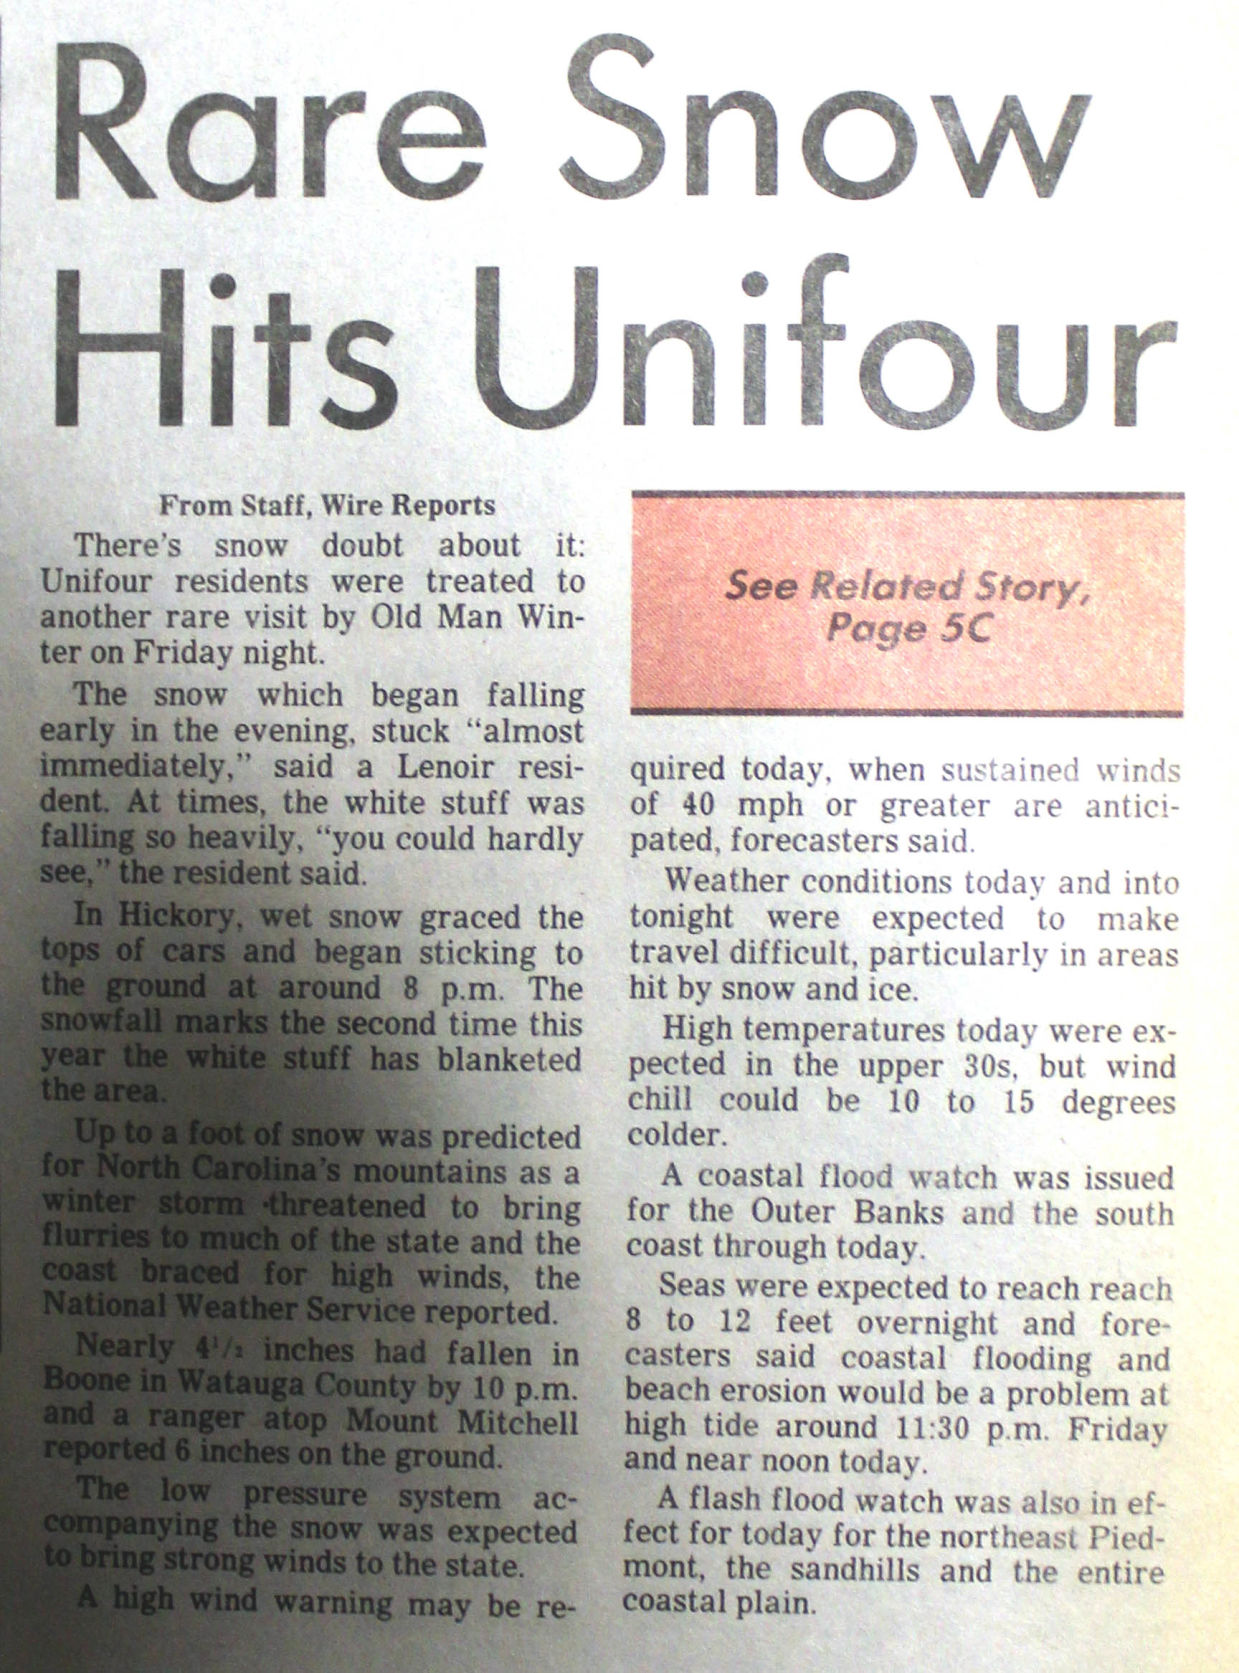 Rare Snow
Hits Unifour
From Staff, Wire Reports
There's snow doubt about it:
Unifour residents were treated to
another rare visit by Old Man Win-
ter on Friday night.
The snow which began falling
early in the evening, stuck “almost
immediately,” said a Lenoir resi-
dent. At times, the white stuff was
falling so heavily, “you could hardly
see,” the resident said.
In Hickory, wet snow graced the
tops of cars and began sticking to
the ground at around 8 p.m. The
snowfall marks the second time this
year the white stuff has blanketed
the area.
Up to a foot of snow was predicted
for North Carolina's mountains as a
winter storm threatened to bring
flurries to much of the state and the
coast braced for high winds, the
National Weather Service reported.
Nearly 4½ inches had fallen in
Boone in Watauga County by 10 p.m.
and a ranger atop Mount Mitchell
reported 6 inches on the ground.
The low pressure system ac-
companying the snow was expected
to bring strong winds to the state.
A high wind warning may be re-
See Related Story,
Page 5C
quired today, when sustained winds
of 40 mph or greater are antici-
pated, forecasters said.
Weather conditions today and into
tonight were expected to make
travel difficult, particularly in areas
hit by snow and ice.
High temperatures today were ex-
pected in the upper 30s, but wind
chill could be 10 to 15 degrees
colder.
A coastal flood watch was issued
for the Outer Banks and the south
coast through today.
Seas were expected to reach reach
8 to 12 feet overnight and fore-
casters said coastal flooding and
beach erosion would be a problem at
high tide around 11:30 p.m. Friday
and near noon today.
A flash flood watch was also in ef-
fect for today for the northeast Pied-
mont, the sandhills and the entire
coastal plain.